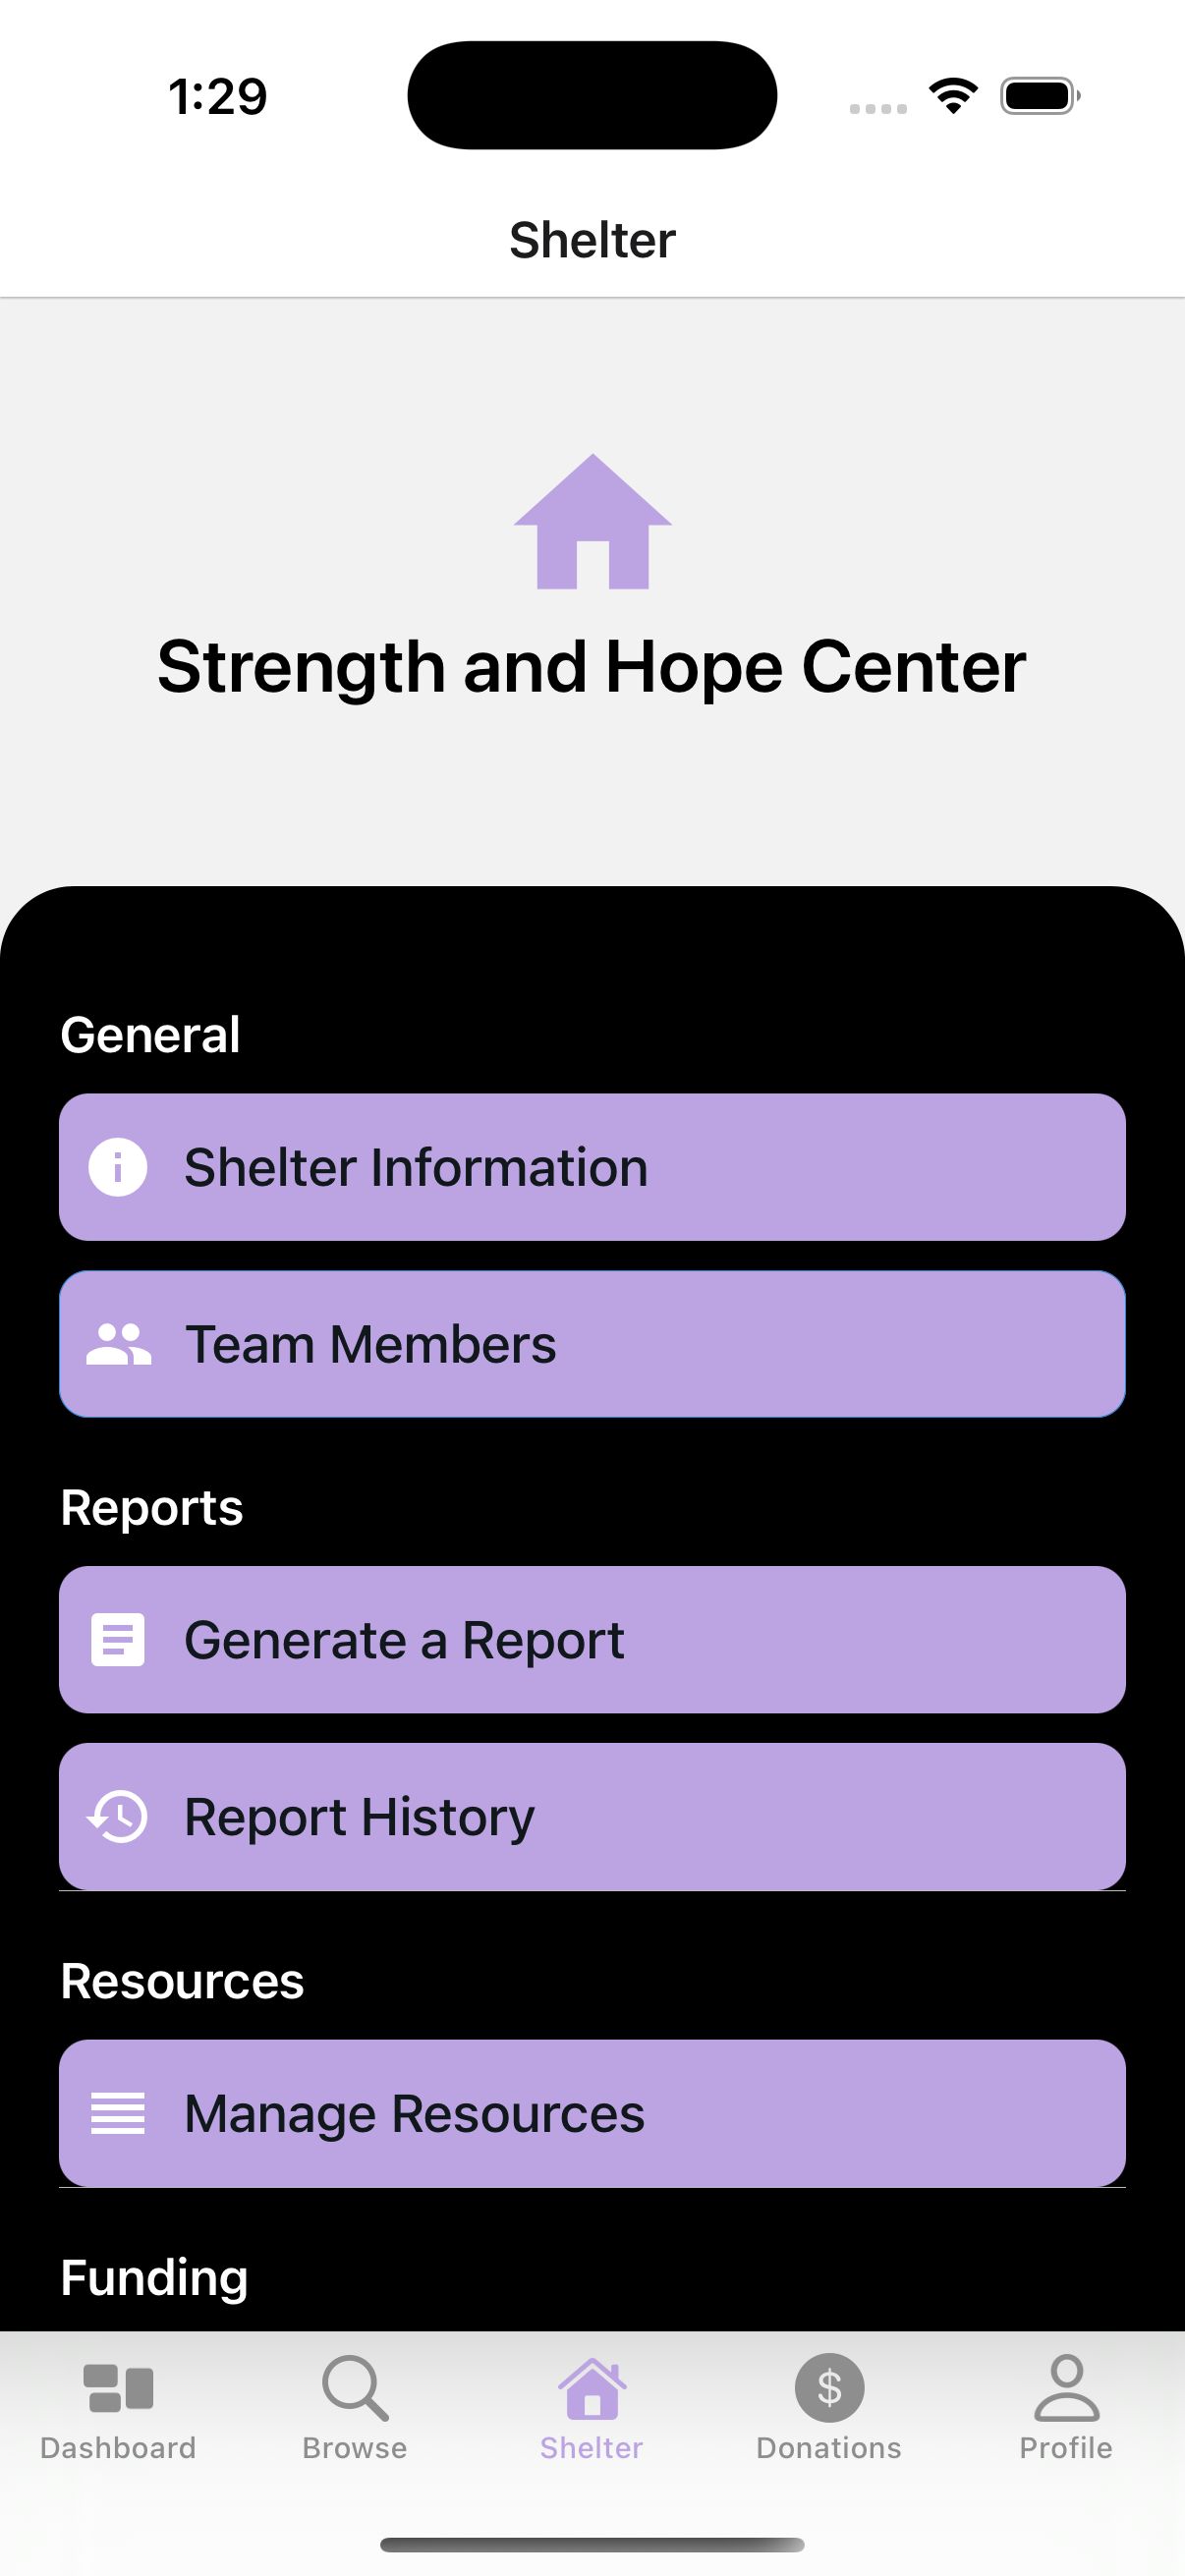 1:29
Shelter
Strength and Hope Center
General
Shelter Information
Team Members
Reports
Generate a Report
Report History
Resources
Manage Resources
Funding
Dashboard
Browse
Shelter
Donations
Profile